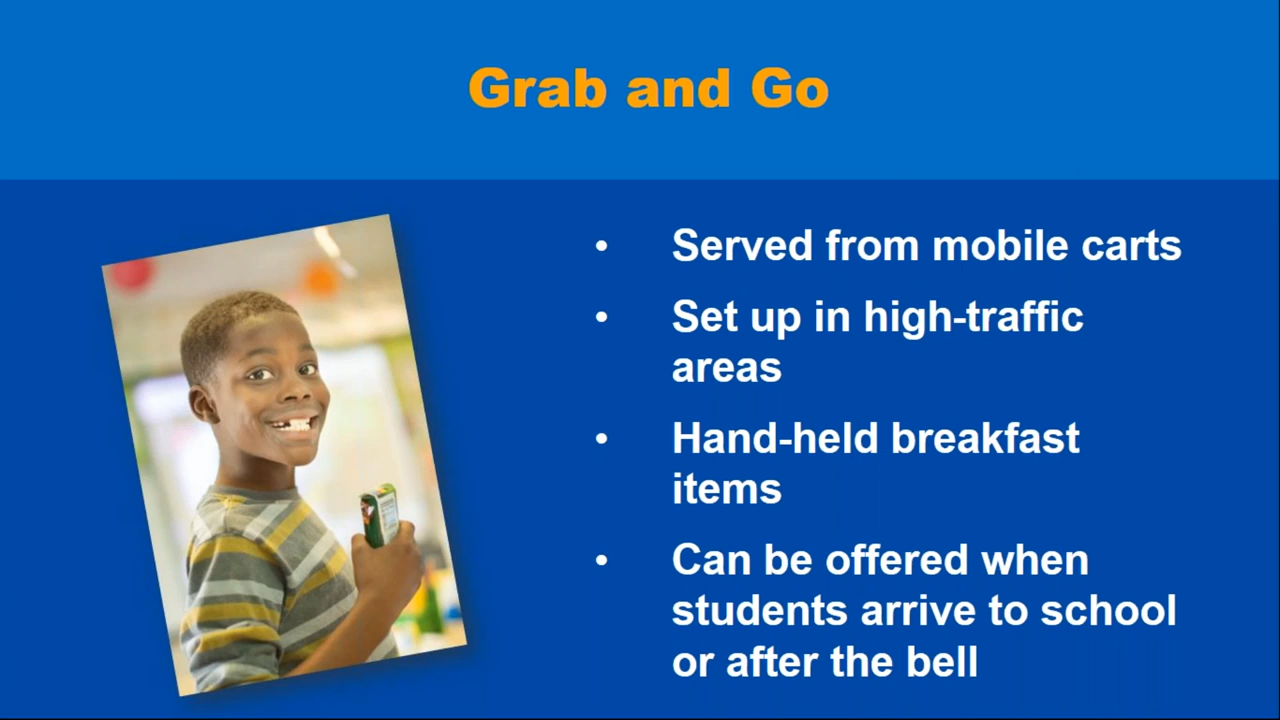 Grab and Go
• Served from mobile carts
• Set up in high-traffic
areas
• Hand-held breakfast
items
• Can be offered when
students arrive to school
or after the bell